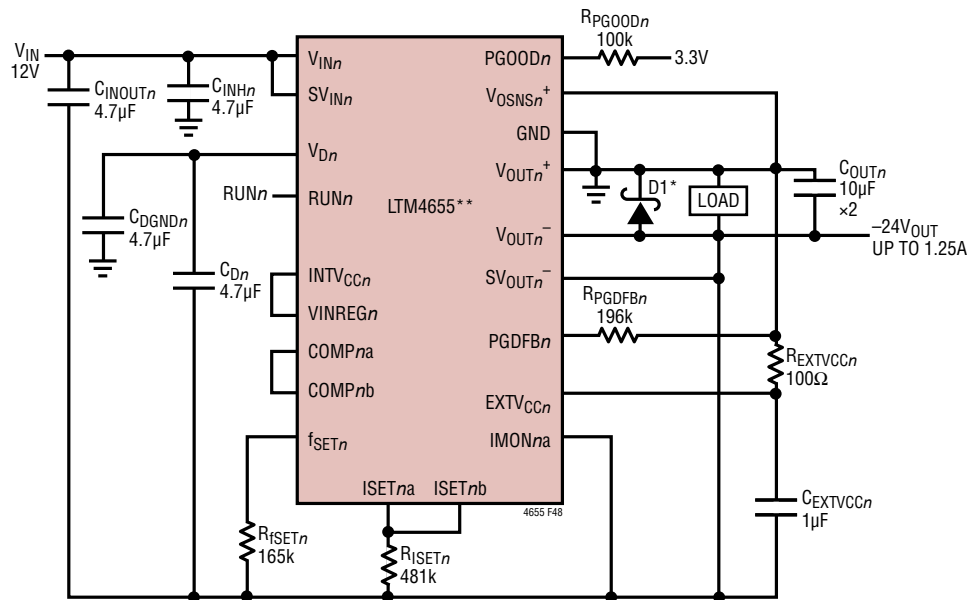 VIN
12V
CINOUTn
4.7µF
CINHn
4.7µF
CDGNDn
4.7µF
CDn
4.7µF
RUNn
VINn
SVINn
VDn
RUNn
INTVCCn
VINREGn
COMPna
COMPnb
fSETn
ISETna
ISETnb
LTM4655**
PGOODn
VOSNSn+
GND
VOUTn+
VOUTn−
SVOUTn−
PGDFBn
EXTVCCn
IMONna
4655 F48
RPGOODn
100k
3.3V
D1*
LOAD
COUTn
10µF
×2
−24VOUT
UP TO 1.25A
RPGDFBn
196k
REXTVCCn
100Ω
CEXTVCCn
1µF
RfSETn
165k
RISETn
481k